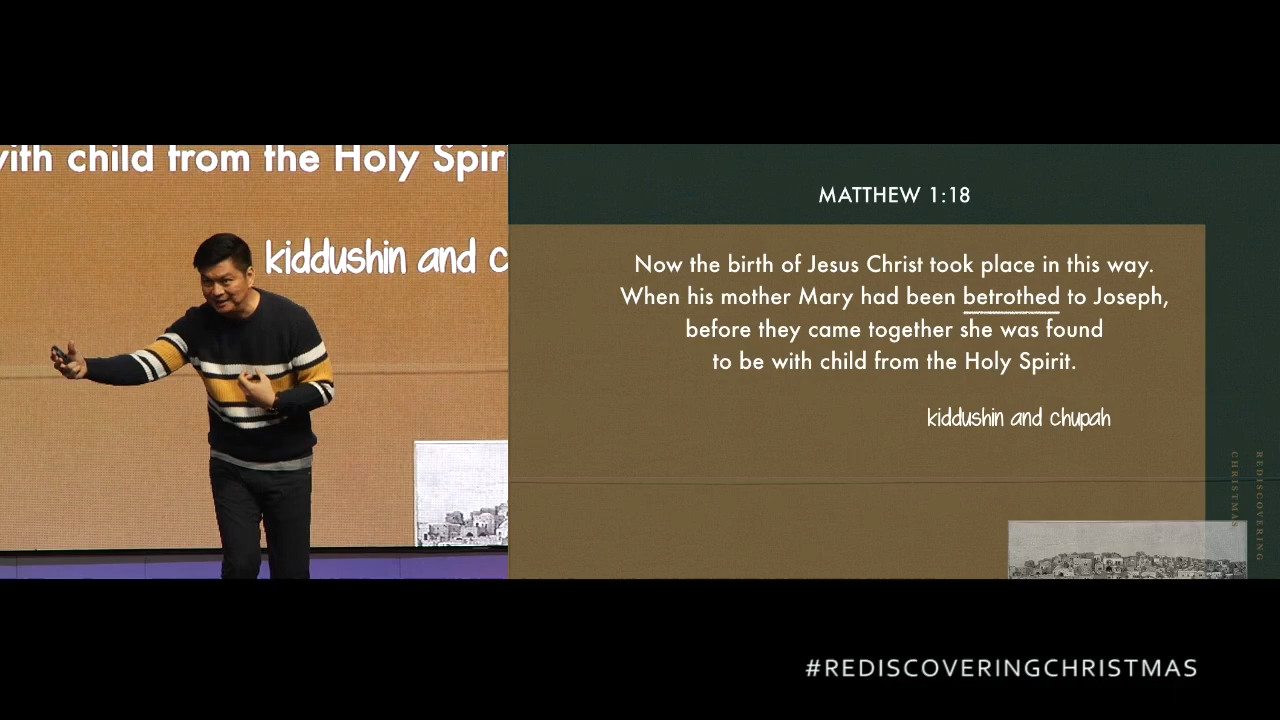 with child from the Holy Spir
kiddushin and c
MATTHEW 1:18
Now the birth of Jesus Christ took place in this way.
When his mother Mary had been betrothed to Joseph,
before they came together she was found
to be with child from the Holy Spirit.
kiddushin and chupah
REDISCOVERING
CHRISTMAS
#REDISCOVERINGCHRISTMAS